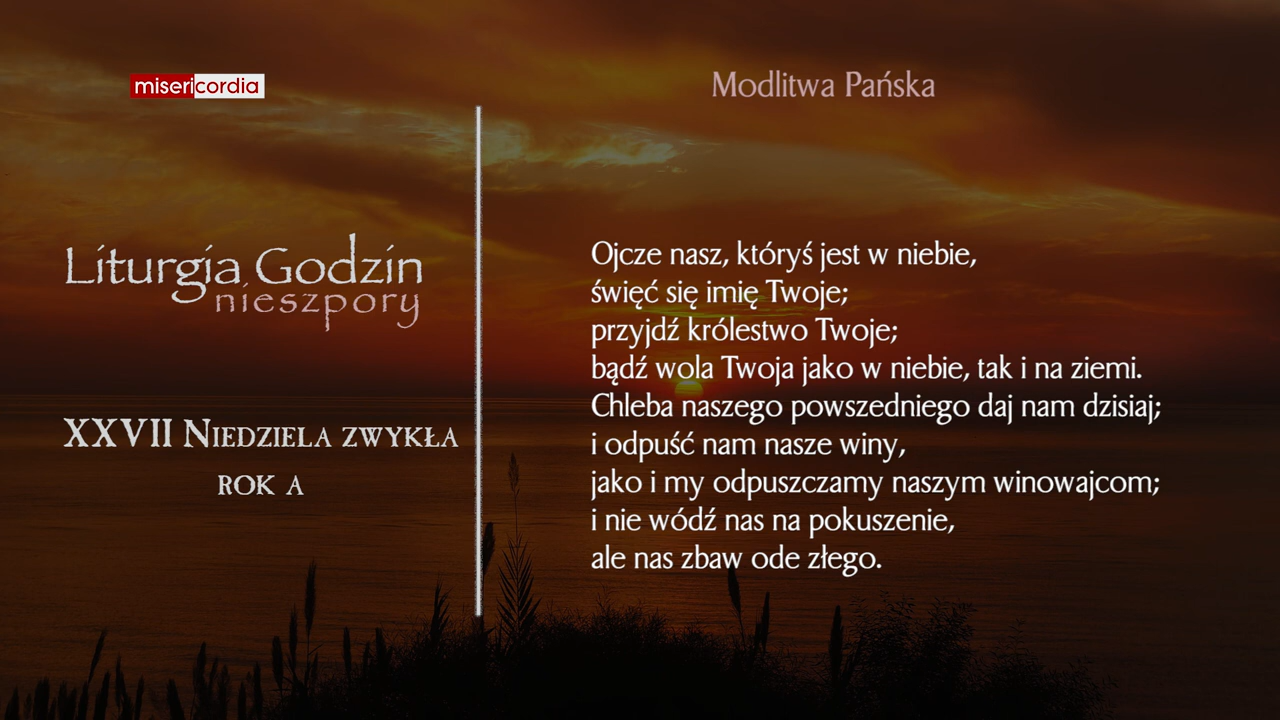 misericordia
Liturgia Godzin
nieszpory
XXVII Niedziela zwykła
rok A
Modlitwa Pańska
Ojcze nasz, któryś jest w niebie,
święć się imię Twoje;
przyjdź królestwo Twoje;
bądź wola Twoja jako w niebie, tak i na ziemi.
Chleba naszego powszedniego daj nam dzisiaj;
i odpuść nam nasze winy,
jako i my odpuszczamy naszym winowajcom;
i nie wódź nas na pokuszenie,
ale nas zbaw ode złego.